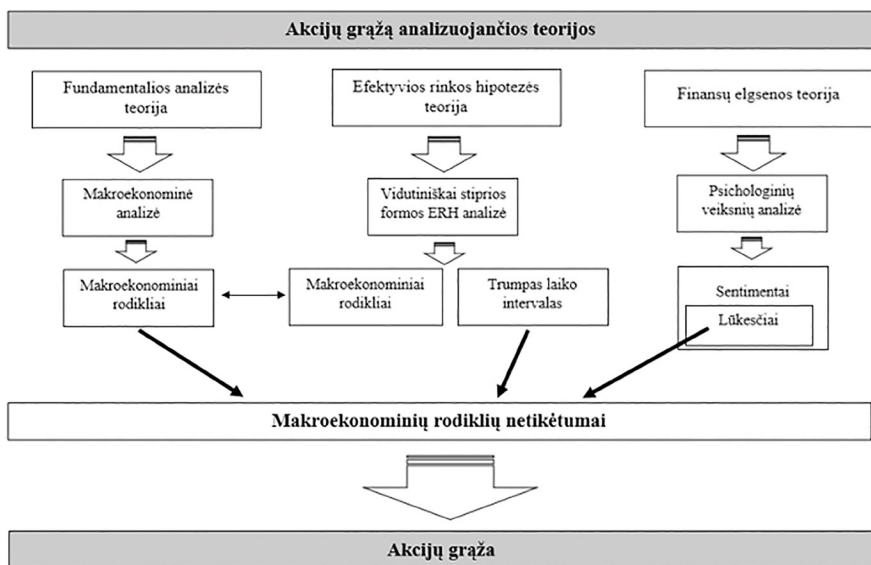 Akcijų grąžą analizuojančios teorijos
Fundamentalios analizės
teorija
Efektyvios rinkos hipotezės
teorija
Finansų elgsenos teorija
Makroekonominė
analizė
Vidutiniškai stiprios
formos ERH analizė
Psichologinių
veiksnių analizė
Makroekonominiai
rodikliai
Makroekonominiai
rodikliai
Trumpas laiko
intervalas
Sentimentai
Lūkesčiai
Makroekonominių rodiklių netikėtumai
Akcijų grąža